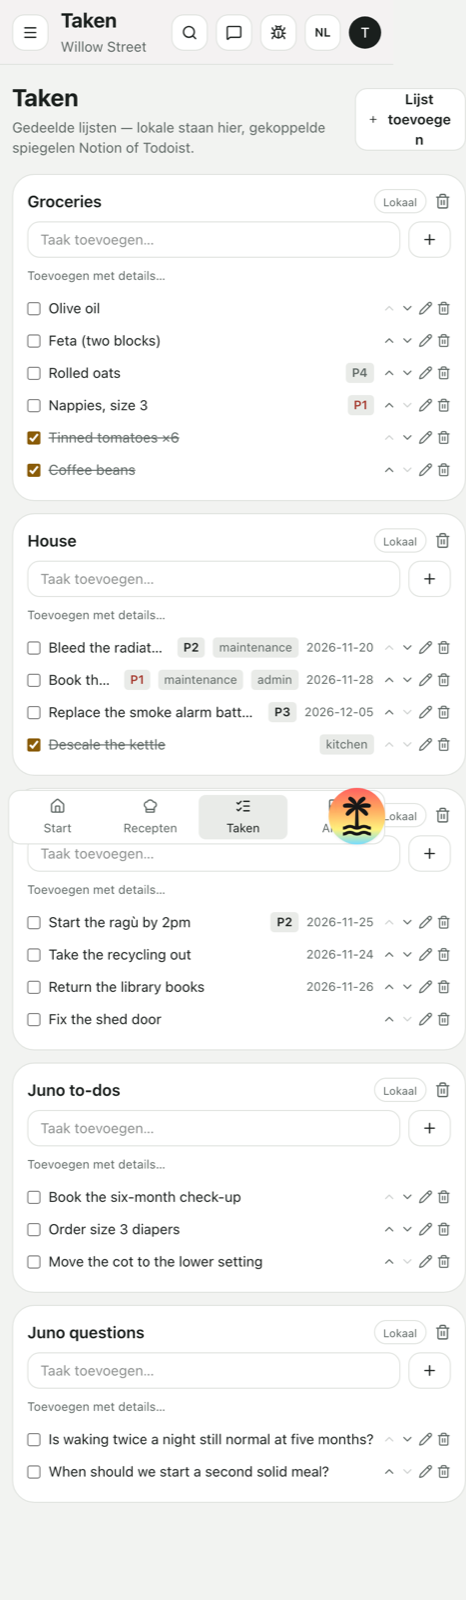 Taken
Willow Street
NL
T
Taken
Gedeelde lijsten — lokale staan hier, gekoppelde
spiegelen Notion of Todoist.
+ Lijst
toevoege
n
Groceries Lokaal
Taak toevoegen...
Toevoegen met details...
Olive oil
Feta (two blocks)
Rolled oats P4
Nappies, size 3 P1
Tinned tomatoes ×6
Coffee beans
House Lokaal
Taak toevoegen...
Toevoegen met details...
Bleed the radiat... P2 maintenance 2026-11-20
Book th... P1 maintenance admin 2026-11-28
Replace the smoke alarm batt... P3 2026-12-05
Descale the kettle kitchen
Lokaal
Start Recepten Taken
Taak toevoegen...
Toevoegen met details...
Start the ragù by 2pm P2 2026-11-25
Take the recycling out 2026-11-24
Return the library books 2026-11-26
Fix the shed door
Juno to-dos Lokaal
Taak toevoegen...
Toevoegen met details...
Book the six-month check-up
Order size 3 diapers
Move the cot to the lower setting
Juno questions Lokaal
Taak toevoegen...
Toevoegen met details...
Is waking twice a night still normal at five months?
When should we start a second solid meal?